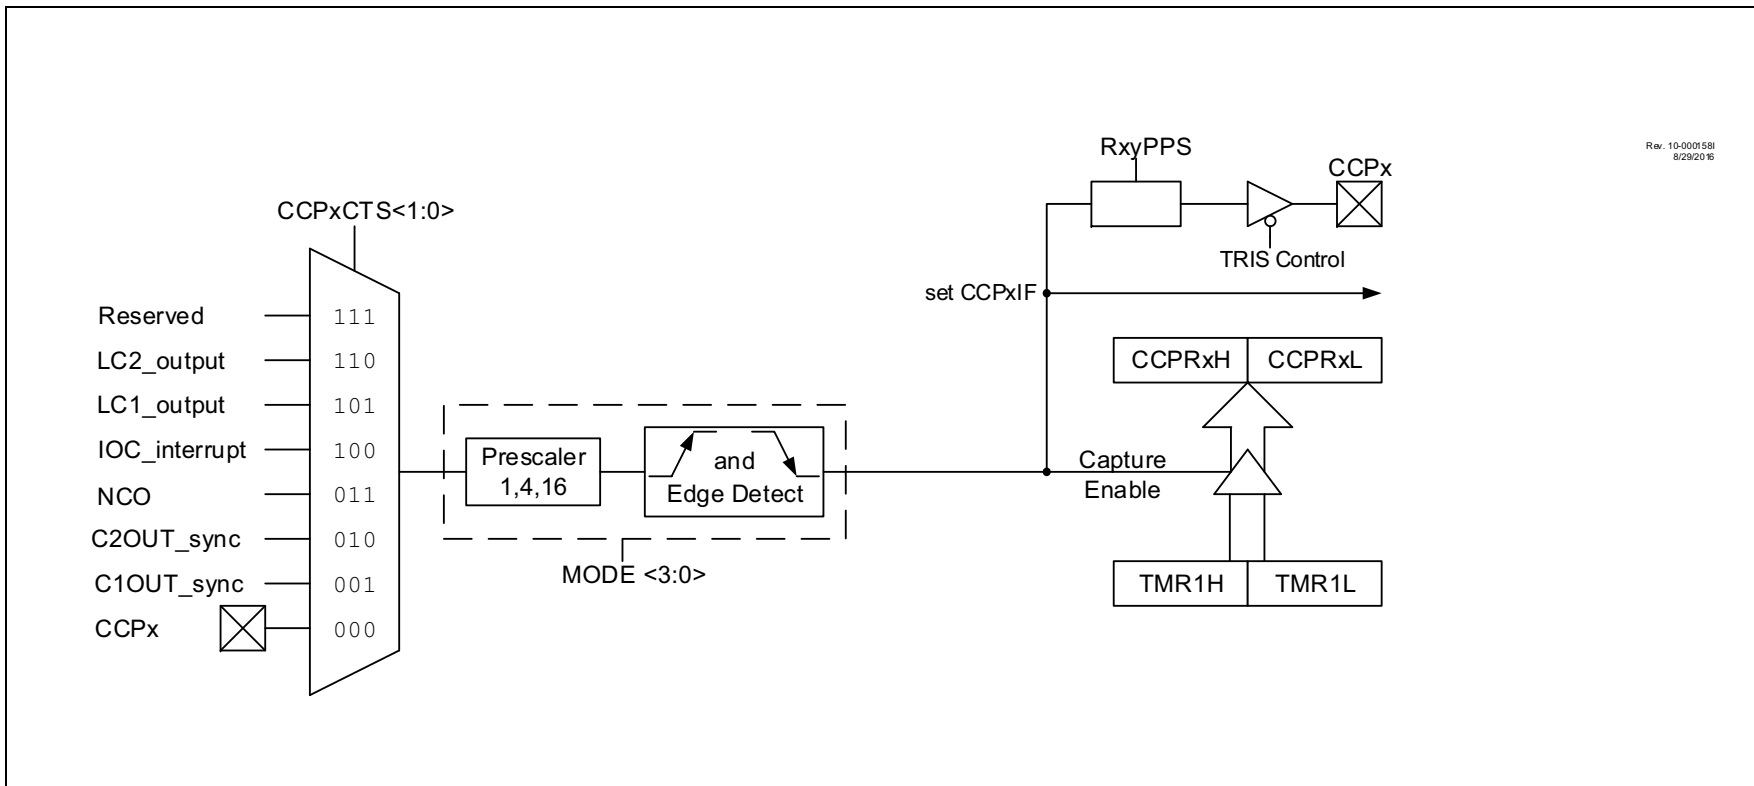 RxyPPS
Rev. 10-000158I
8/29/2016
CCPx
CCPxCTS<1:0>
TRIS Control
set CCPxIF
Reserved 111
LC2_output 110
CCPRxH CCPRxL
LC1_output 101
IOC_interrupt 100
Prescaler
1,4,16
and
Edge Detect
Capture
Enable
NCO 011
C2OUT_sync 010
MODE <3:0>
C1OUT_sync 001
TMR1H TMR1L
CCPx 000